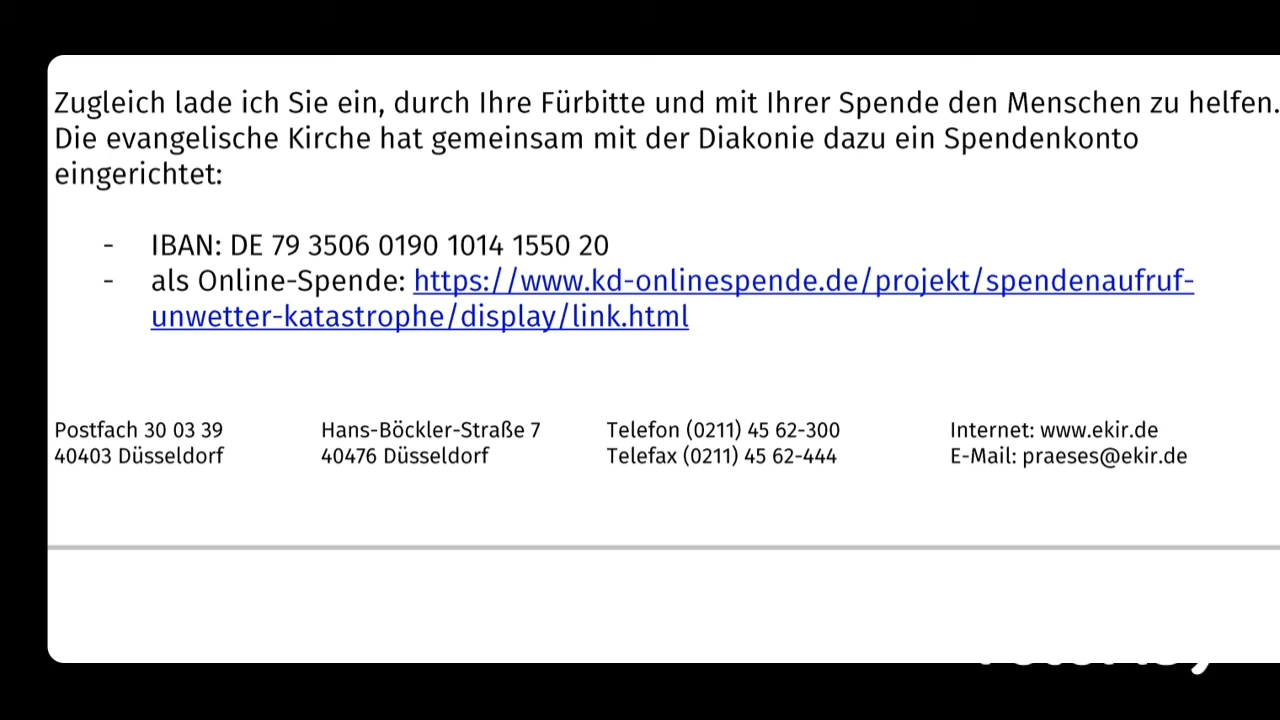 Zugleich lade ich Sie ein, durch Ihre Fürbitte und mit Ihrer Spende den Menschen zu helfen.
Die evangelische Kirche hat gemeinsam mit der Diakonie dazu ein Spendenkonto
eingerichtet:
- IBAN: DE 79 3506 0190 1014 1550 20
- als Online-Spende: https://www.kd-onlinespende.de/projekt/spendenaufruf-
unwetter-katastrophe/display/link.html
Postfach 30 03 39 Hans-Böckler-Straße 7 Telefon (0211) 45 62-300 Internet: www.ekir.de
40403 Düsseldorf 40476 Düsseldorf Telefax (0211) 45 62-444 E-Mail: praeses@ekir.de